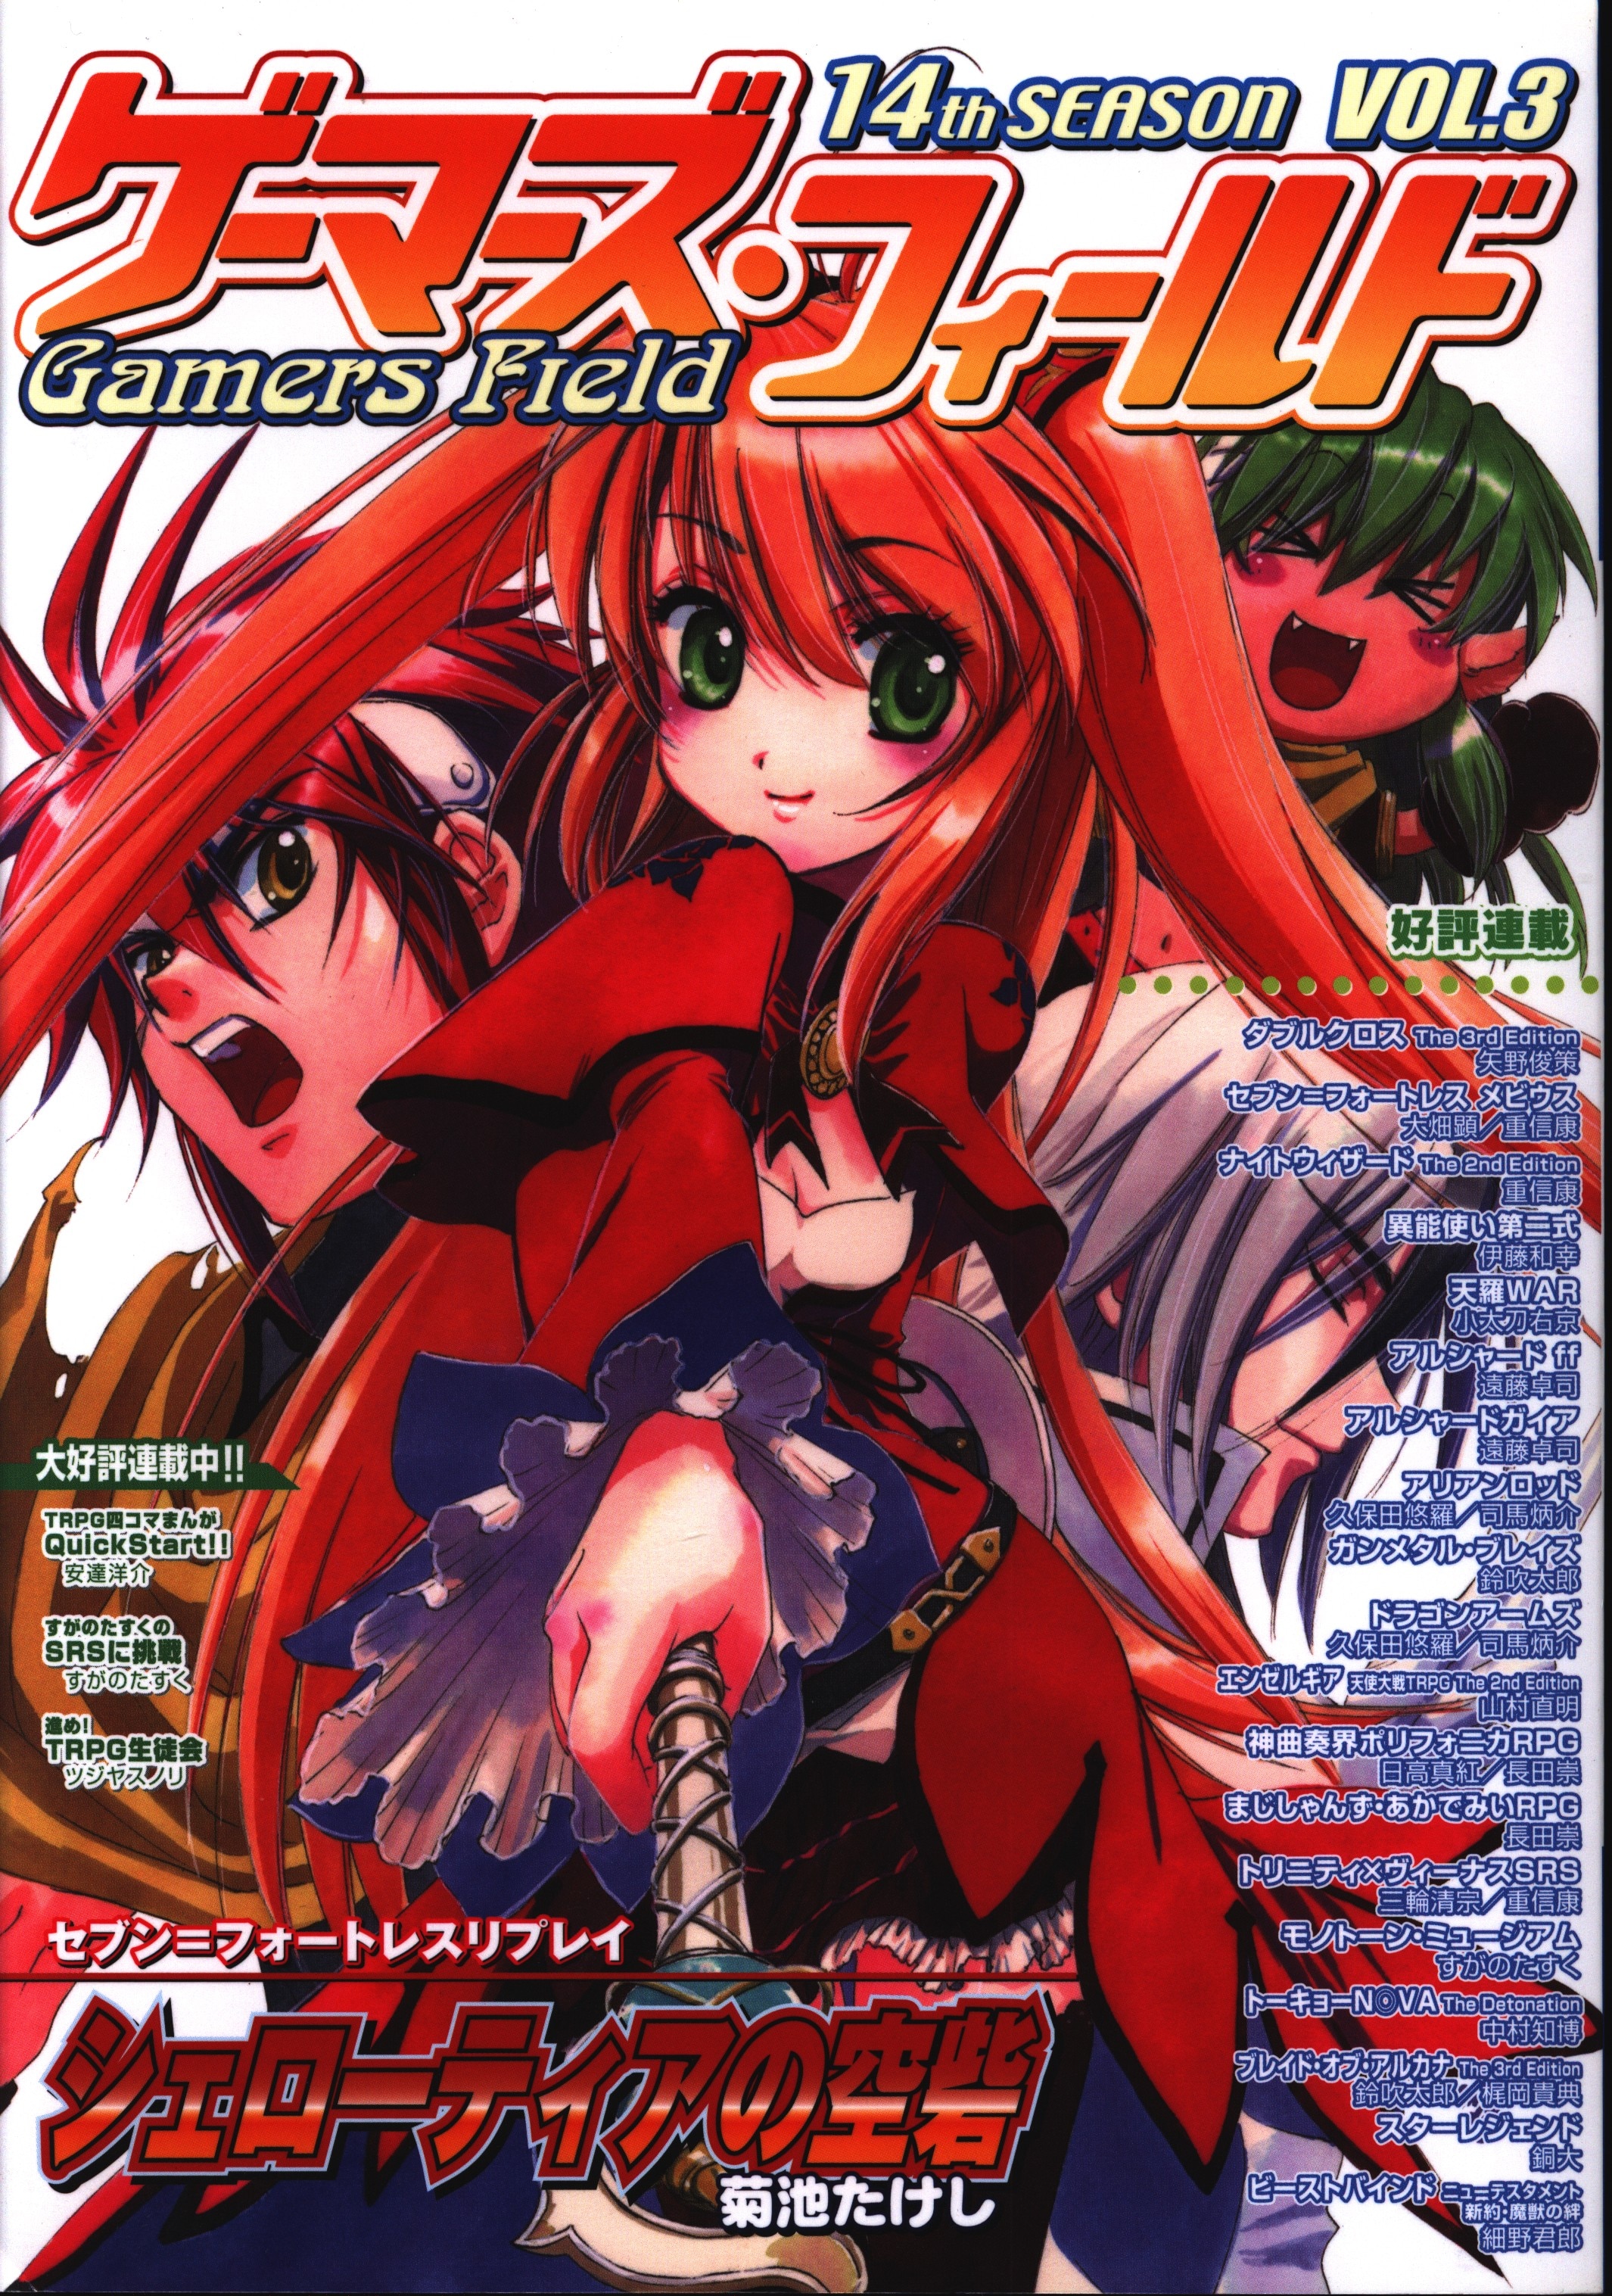 14th SEASON VOL.3
ゲーマーズ・フィールド
Gamers Field
好評連載
ダブルクロス The 3rd Edition
矢野俊策
セブン=フォートレス メビウス
大畑顕／重信康
ナイトウィザード The 2nd Edition
重信康
異能使い第二式
伊藤和幸
天羅WAR
小太刀右京
アルシャード ff
遠藤卓司
アルシャードガイア
遠藤卓司
アリアンロッド
久保田悠羅／司馬炳介
ガンメタル・ブレイズ
鈴吹太郎
ドラゴンアームズ
久保田悠羅／司馬炳介
エンゼルギア 天使大戦TRPG The 2nd Edition
山村直明
神曲奏界ポリフォニカRPG
日高真紅／長田崇
まじしゃんず・あかでみいRPG
長田崇
トリニティ×ヴィーナスSRS
三輪清宗／重信康
モノトーン・ミュージアム
すがのたすく
トーキョーN◎VA The Detonation
中村知博
ブレイド・オブ・アルカナ The 3rd Edition
鈴吹太郎／梶岡貴典
スターレジェンド
銅大
ビーストバインド ニューテスタメント
新約・魔獣の絆
細野君郎
大好評連載中!!
TRPG四コマまんが
QuickStart!!
安達洋介
すがのたすくの
SRSに挑戦
すがのたすく
進め!
TRPG生徒会
ツジヤスノリ
セブン=フォートレスリプレイ
シェローティアの空砦
菊池たけし